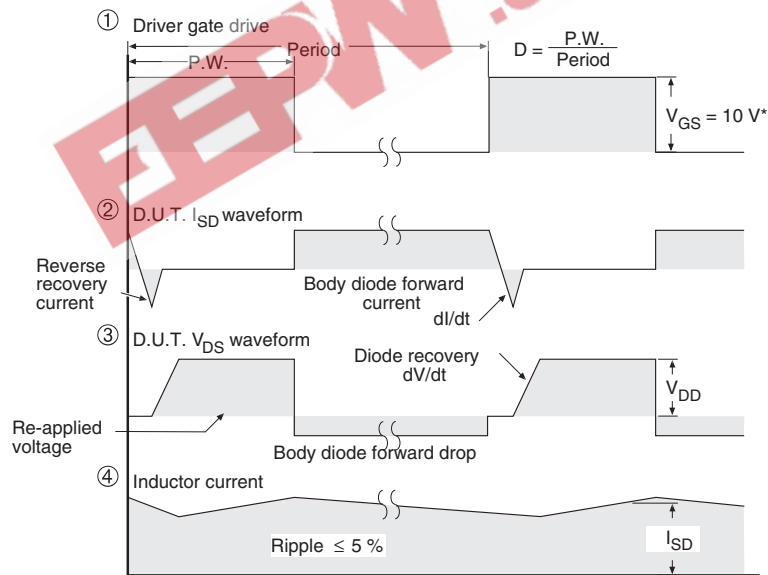 ① Driver gate drive
Period
P.W.
D = P.W. / Period
V_GS = 10 V*
② D.U.T. I_SD waveform
Reverse
recovery
current
Body diode forward
current
dI/dt
③ D.U.T. V_DS waveform
Diode recovery
dV/dt
V_DD
Re-applied
voltage
Body diode forward drop
④ Inductor current
Ripple ≤ 5 %
I_SD
EEPW.